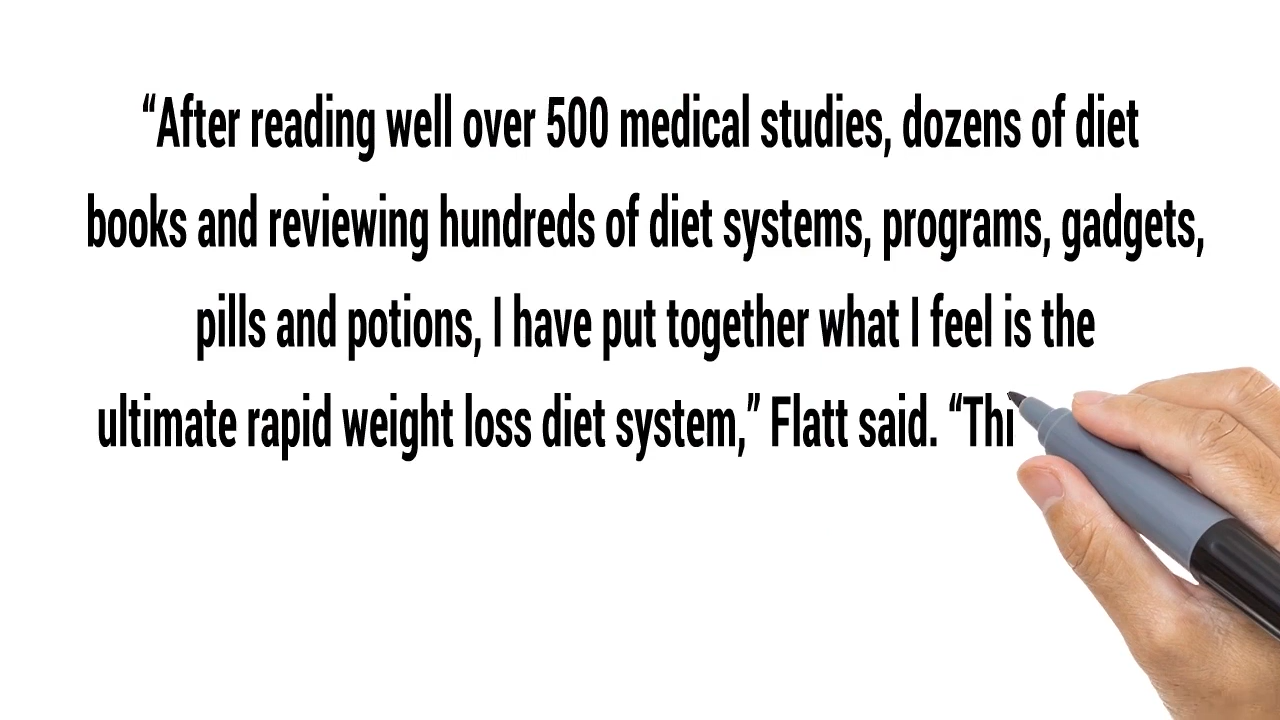 “After reading well over 500 medical studies, dozens of diet
books and reviewing hundreds of diet systems, programs, gadgets,
pills and potions, I have put together what I feel is the
ultimate rapid weight loss diet system,” Flatt said. “Thi